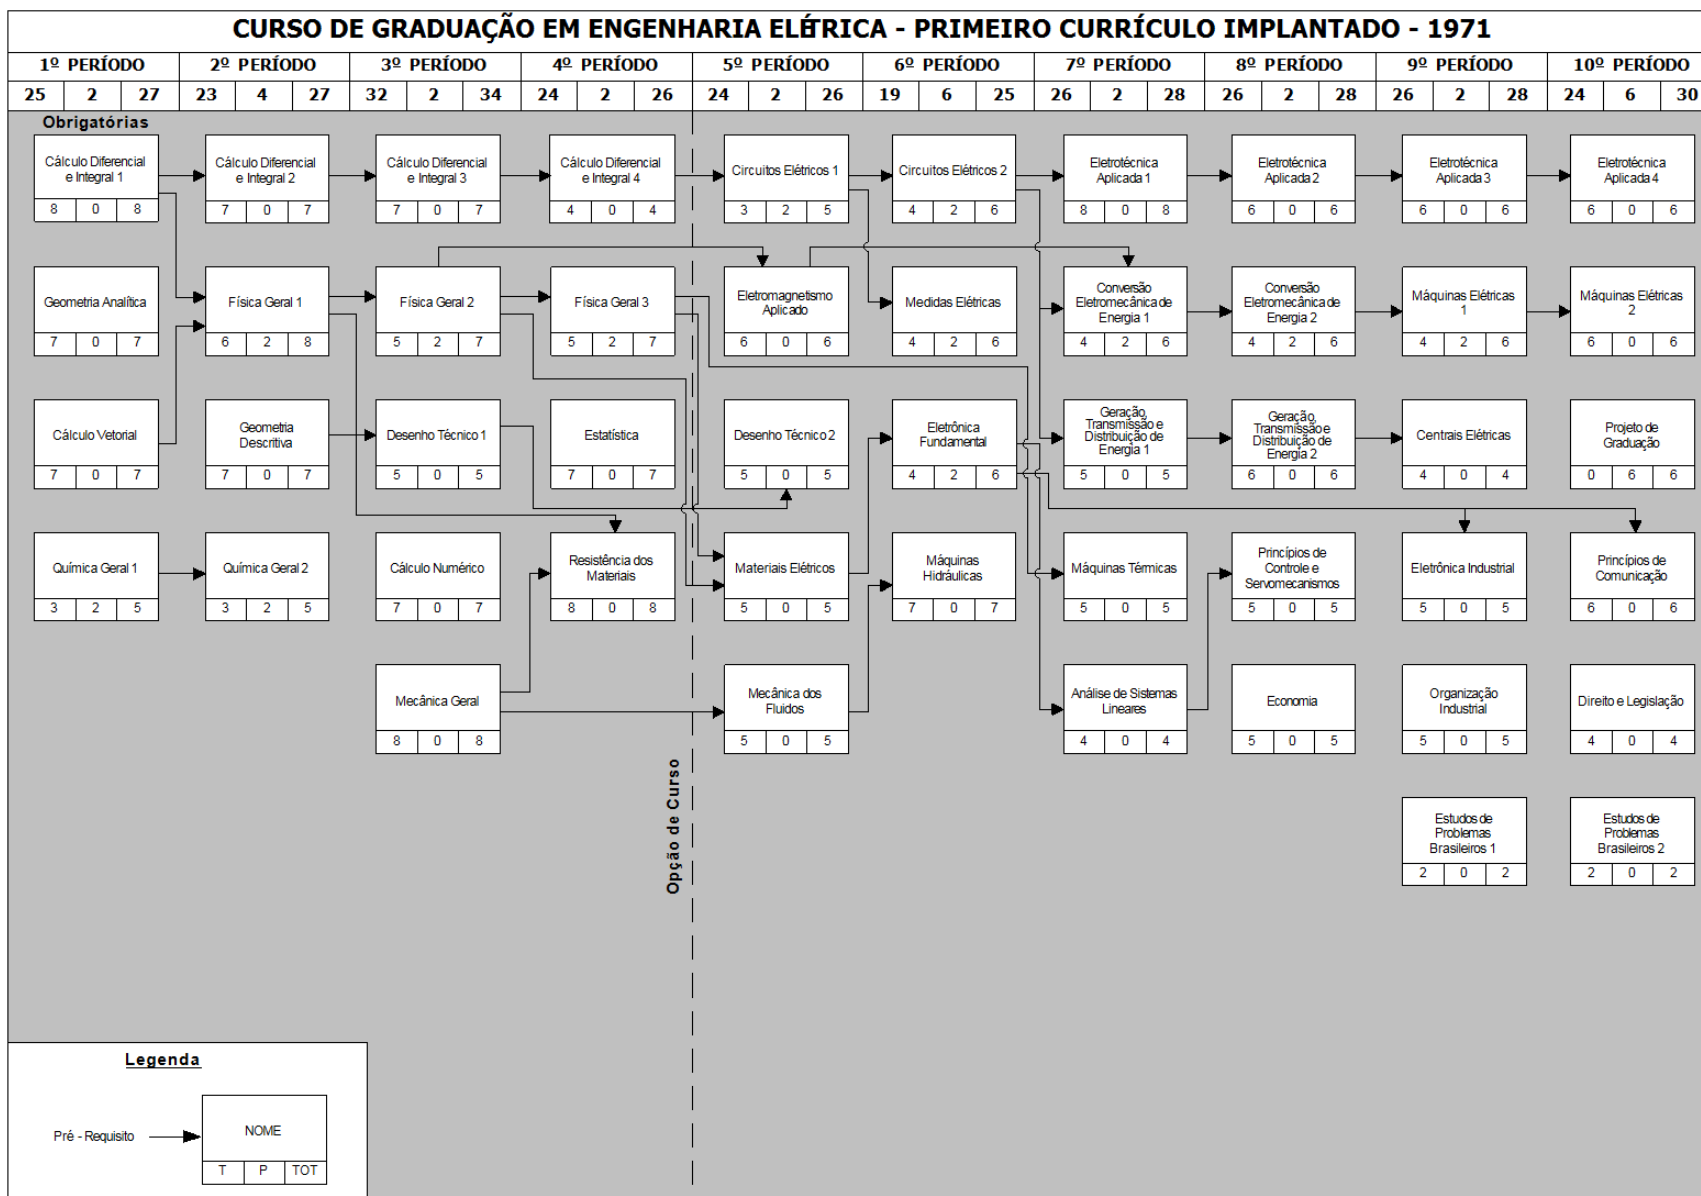 CURSO DE GRADUAÇÃO EM ENGENHARIA ELÉTRICA - PRIMEIRO CURRÍCULO IMPLANTADO - 1971
1º PERÍODO 2º PERÍODO 3º PERÍODO 4º PERÍODO 5º PERÍODO 6º PERÍODO 7º PERÍODO 8º PERÍODO 9º PERÍODO 10º PERÍODO
25 2 27 23 4 27 32 2 34 24 2 26 24 2 26 19 6 25 26 2 28 26 2 28 26 2 28 24 6 30
Obrigatórias
Cálculo Diferencial
e Integral 1
8 0 8
Cálculo Diferencial
e Integral 2
7 0 7
Cálculo Diferencial
e Integral 3
7 0 7
Cálculo Diferencial
e Integral 4
4 0 4
Circuitos Elétricos 1
3 2 5
Circuitos Elétricos 2
4 2 6
Eletrotécnica
Aplicada 1
8 0 8
Eletrotécnica
Aplicada 2
6 0 6
Eletrotécnica
Aplicada 3
6 0 6
Eletrotécnica
Aplicada 4
6 0 6
Geometria Analítica
7 0 7
Física Geral 1
6 2 8
Física Geral 2
5 2 7
Física Geral 3
5 2 7
Eletromagnetismo
Aplicado
6 0 6
Medidas Elétricas
4 2 6
Conversão
Eletromecânica de
Energia 1
4 2 6
Conversão
Eletromecânica de
Energia 2
4 2 6
Máquinas Elétricas
1
4 2 6
Máquinas Elétricas
2
6 0 6
Cálculo Vetorial
7 0 7
Geometria
Descritiva
7 0 7
Desenho Técnico 1
5 0 5
Estatística
7 0 7
Desenho Técnico 2
5 0 5
Eletrônica
Fundamental
4 2 6
Geração,
Transmissão e
Distribuição de
Energia 1
5 0 5
Geração,
Transmissão e
Distribuição de
Energia 2
6 0 6
Centrais Elétricas
4 0 4
Projeto de
Graduação
0 6 6
Química Geral 1
3 2 5
Química Geral 2
3 2 5
Cálculo Numérico
7 0 7
Resistência dos
Materiais
8 0 8
Materiais Elétricos
5 0 5
Máquinas
Hidráulicas
7 0 7
Máquinas Térmicas
5 0 5
Princípios de
Controle e
Servomecanismos
5 0 5
Eletrônica Industrial
5 0 5
Princípios de
Comunicação
6 0 6
Mecânica Geral
8 0 8
Mecânica dos
Fluidos
5 0 5
Análise de Sistemas
Lineares
4 0 4
Economia
5 0 5
Organização
Industrial
5 0 5
Direito e Legislação
4 0 4
Opção de Curso
Estudos de
Problemas
Brasileiros 1
2 0 2
Estudos de
Problemas
Brasileiros 2
2 0 2
Legenda
Pré - Requisito
NOME
T P TOT